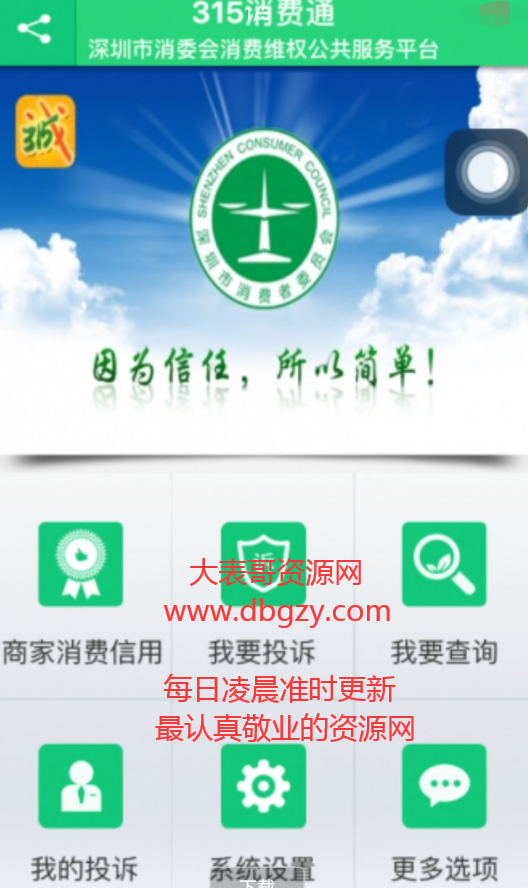 315消费通
深圳市消委会消费维权公共服务平台
诚
SHENZHEN CONSUMER COUNCIL
深圳市消费者委员会
因为信任，所以简单！
诉
大表哥资源网
www.dbgzy.com
商家消费信用
我要投诉
我要查询
每日凌晨准时更新
最认真敬业的资源网
我的投诉
系统设置
更多选项
下载